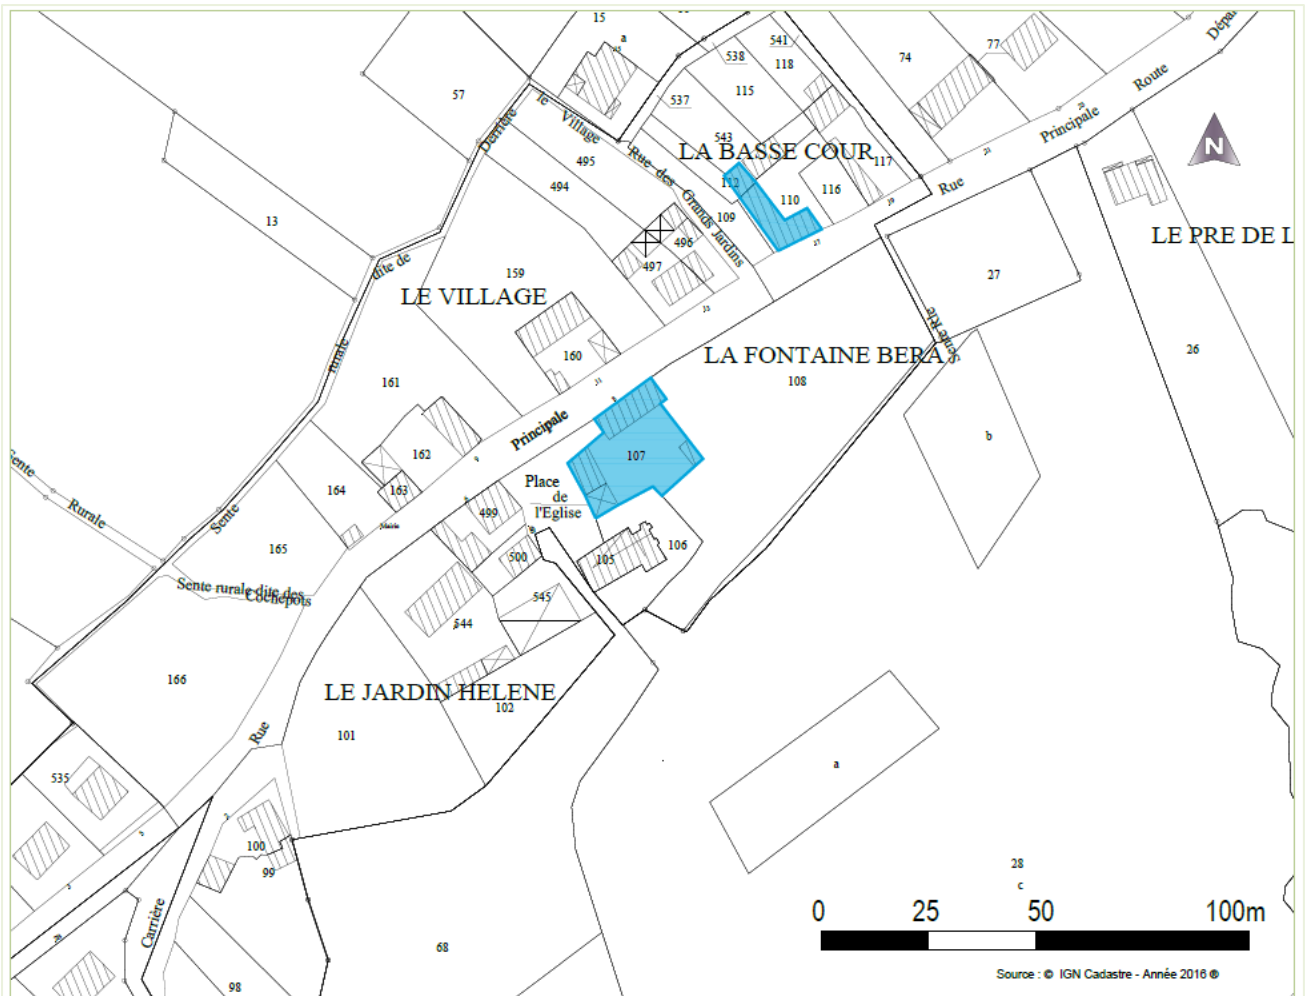 15
a
541
538
118
74
77
Route
Dépar
57
le
Village
537
115
Principale
Derrière
543
Rue des Grands Jardins
LA BASSE COUR
117
N
495
494
112
110
116
Rue
13
109
LE PRE DE L
dite de
496
497
159
27
LE VILLAGE
Sente Rle
rurale
160
LA FONTAINE BERA
26
161
108
Principale
b
162
107
Sente
Rurale
164
163
Place
de
l'Eglise
Mairie
499
Sente
165
500
105
106
Sente rurale dite des
Cochepots
545
544
166
LE JARDIN HELENE
102
Rue
101
535
a
2
100
99
28
c
Carrière
0 25 50 100m
68
98
Source : © IGN Cadastre - Année 2016 ®